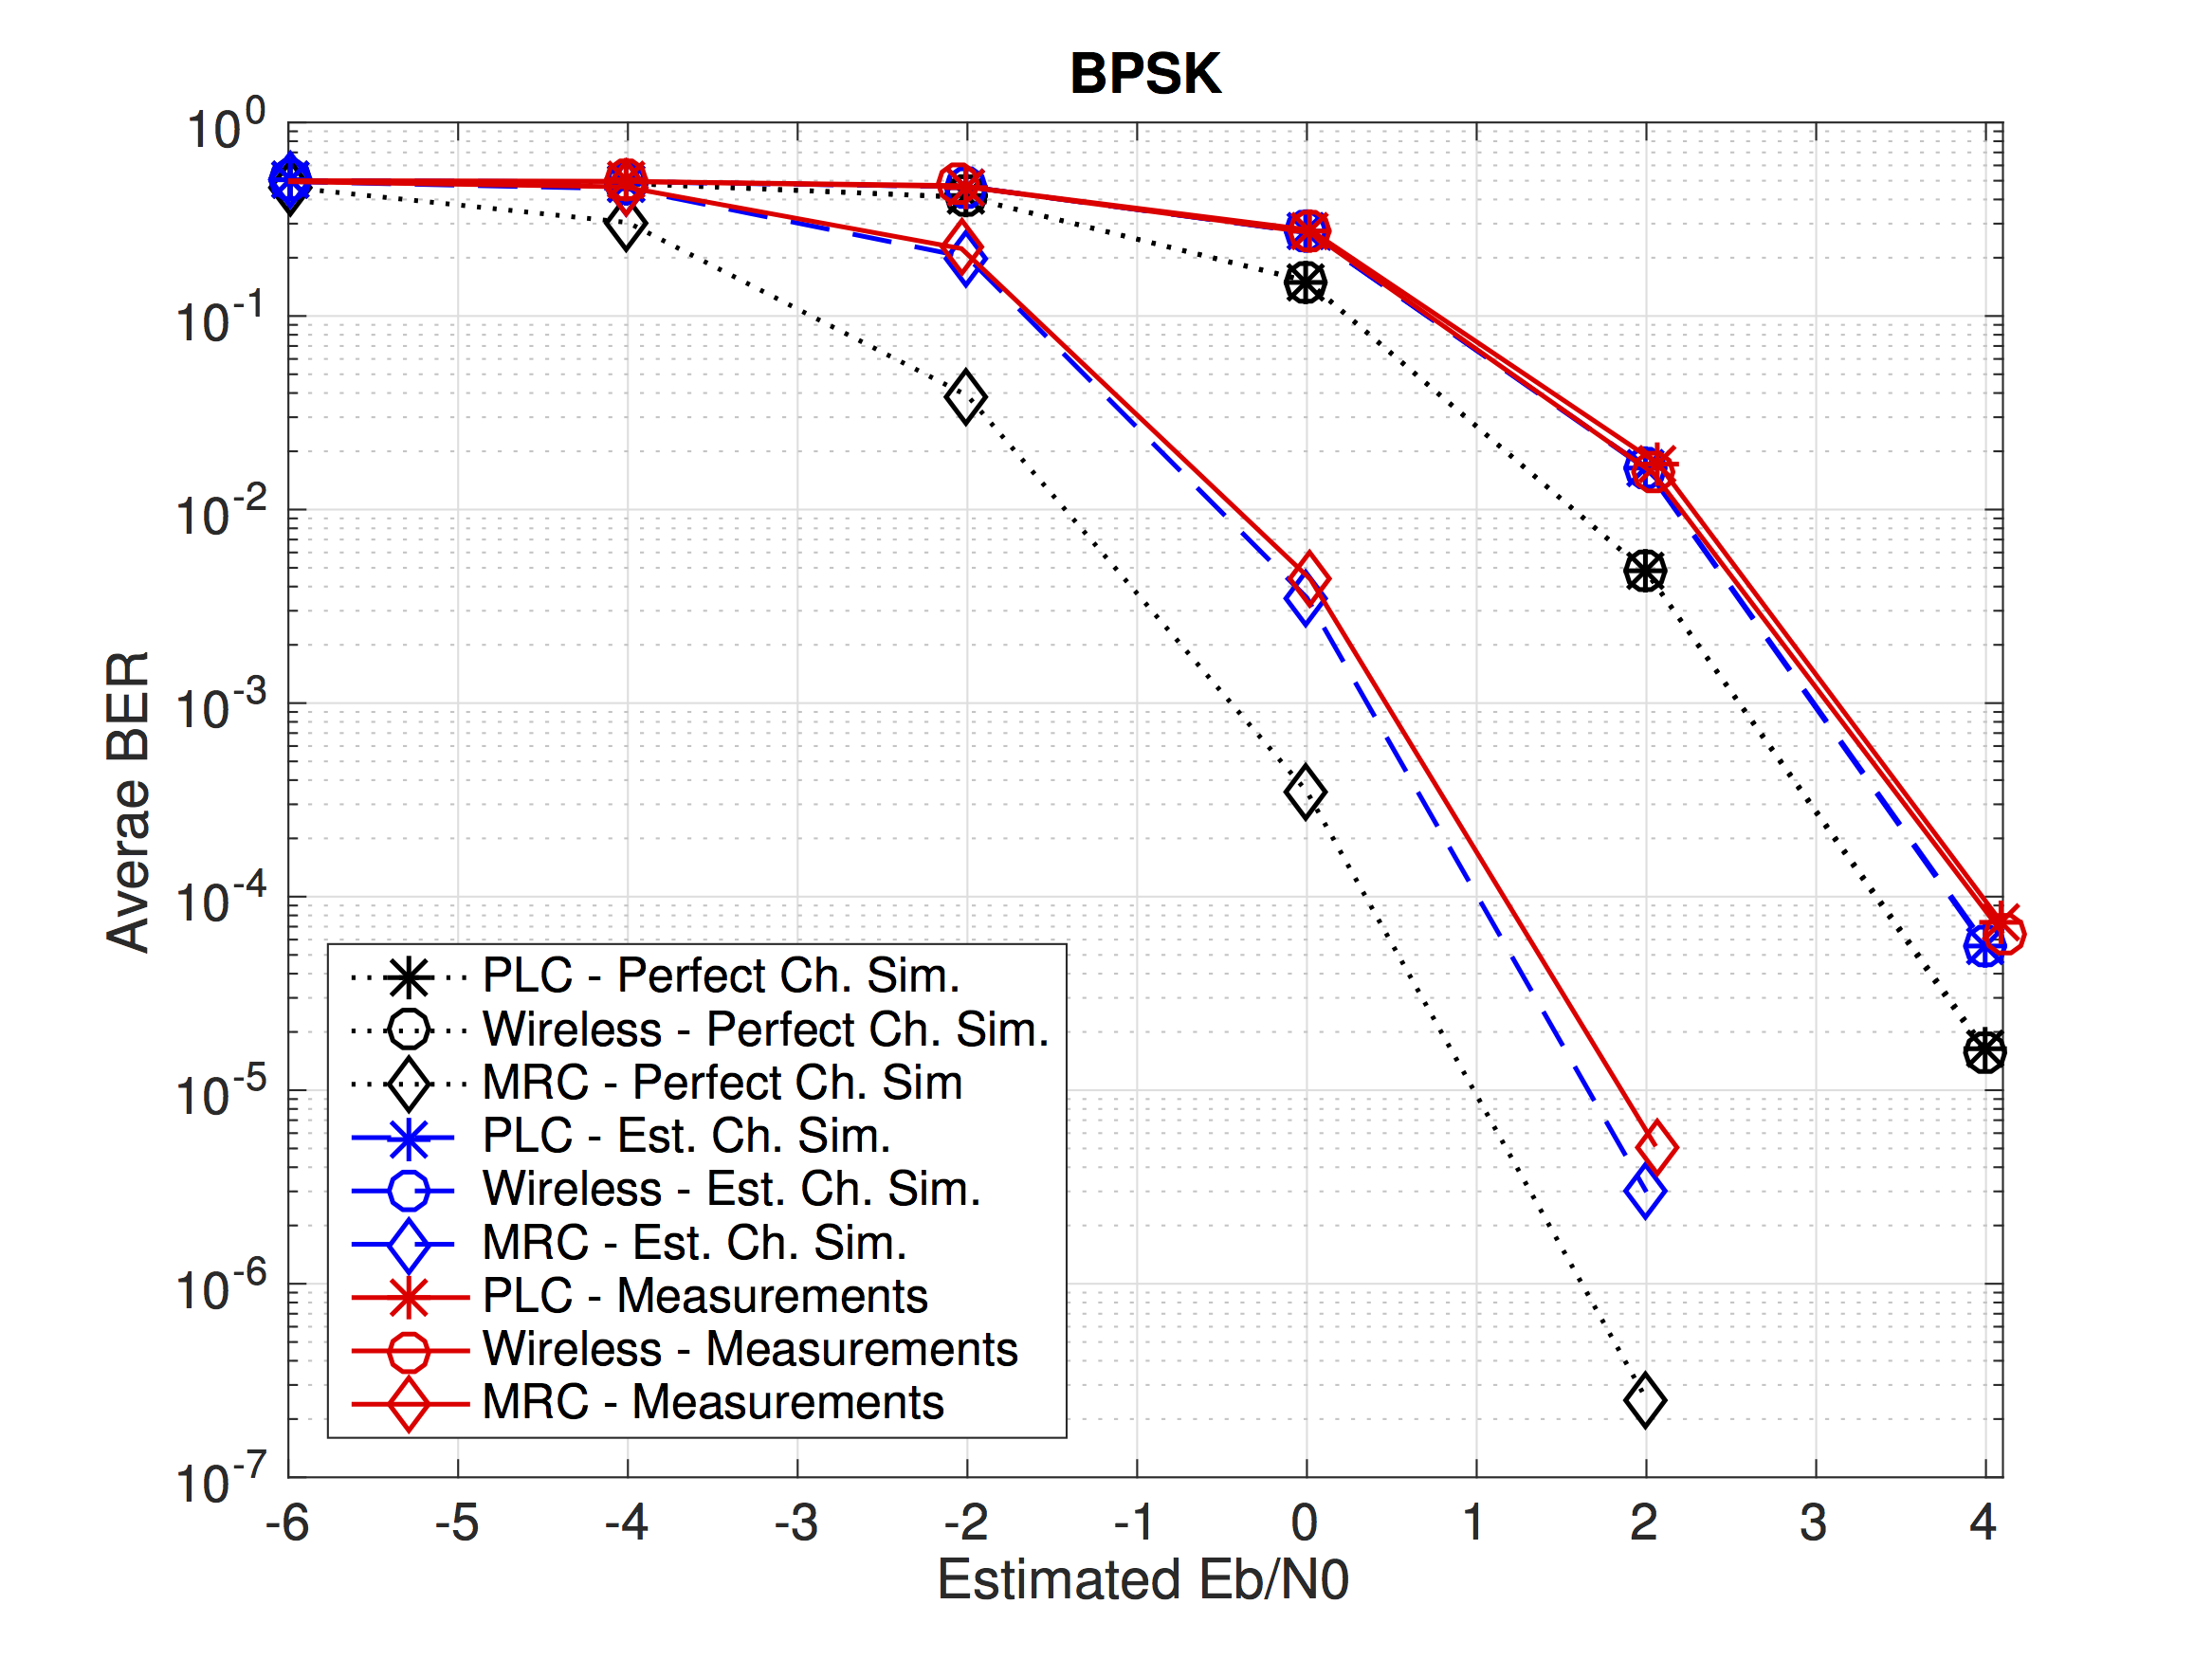 BPSK
10^0
10^-1
10^-2
10^-3
10^-4
10^-5
10^-6
10^-7
Averae BER
PLC - Perfect Ch. Sim.
Wireless - Perfect Ch. Sim.
MRC - Perfect Ch. Sim
PLC - Est. Ch. Sim.
Wireless - Est. Ch. Sim.
MRC - Est. Ch. Sim.
PLC - Measurements
Wireless - Measurements
MRC - Measurements
-6 -5 -4 -3 -2 -1 0 1 2 3 4
Estimated Eb/N0